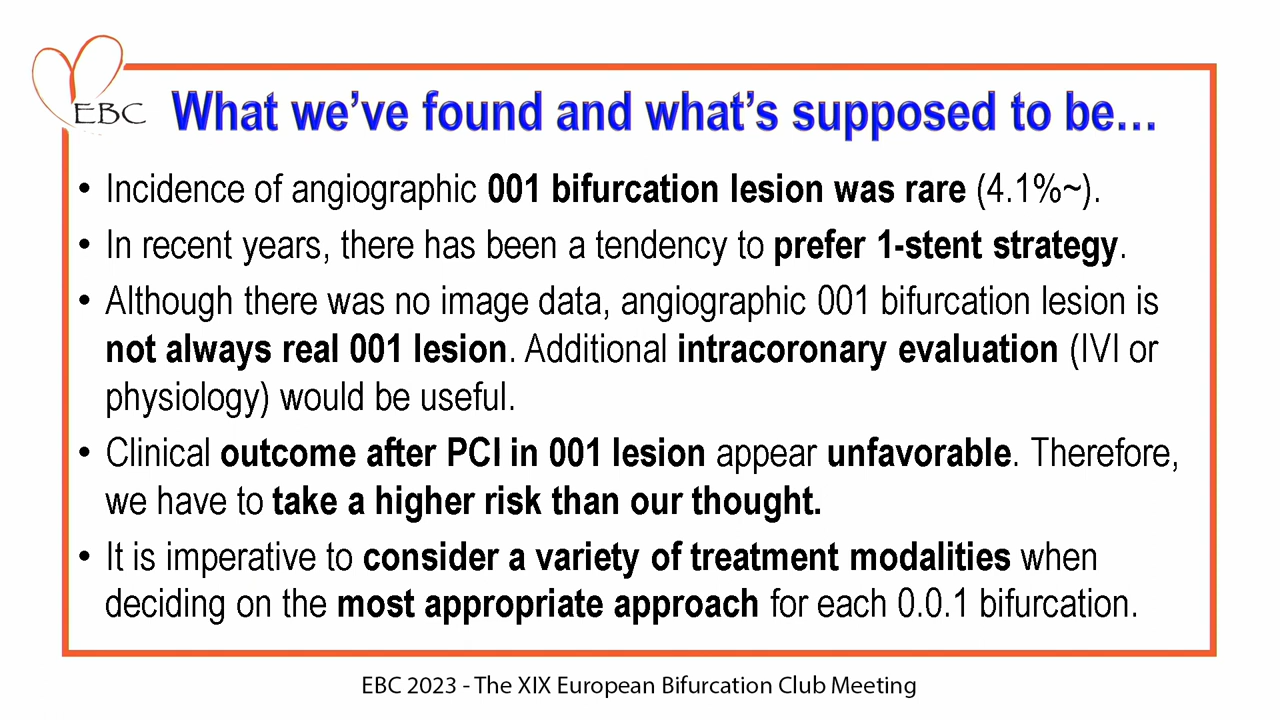 EBC
What we've found and what's supposed to be...
• Incidence of angiographic 001 bifurcation lesion was rare (4.1%~).
• In recent years, there has been a tendency to prefer 1-stent strategy.
• Although there was no image data, angiographic 001 bifurcation lesion is
not always real 001 lesion. Additional intracoronary evaluation (IVI or
physiology) would be useful.
• Clinical outcome after PCI in 001 lesion appear unfavorable. Therefore,
we have to take a higher risk than our thought.
• It is imperative to consider a variety of treatment modalities when
deciding on the most appropriate approach for each 0.0.1 bifurcation.
EBC 2023 - The XIX European Bifurcation Club Meeting